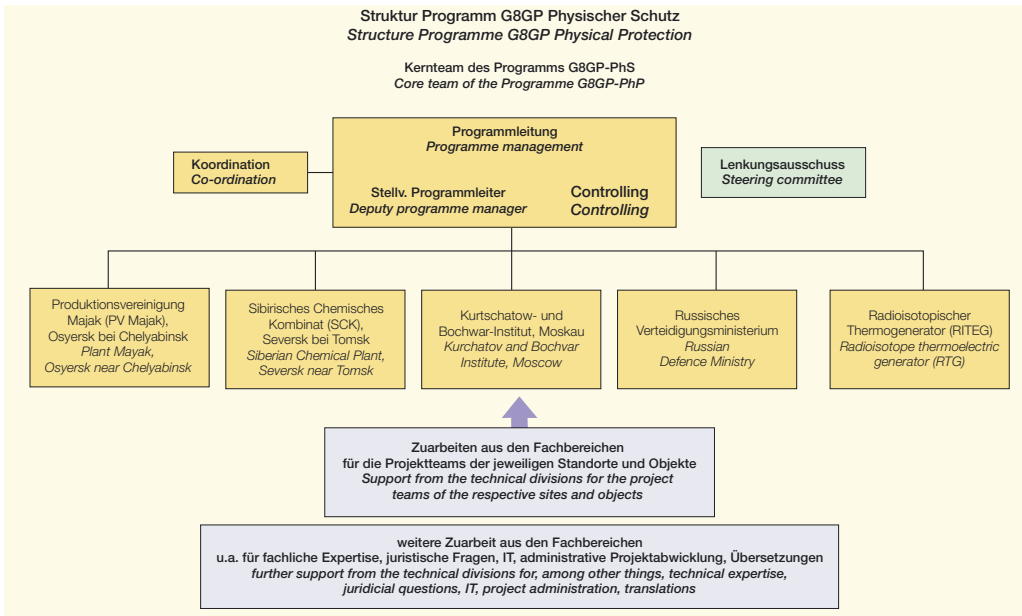 Struktur Programm G8GP Physischer Schutz
Structure Programme G8GP Physical Protection
Kernteam des Programms G8GP-PhS
Core team of the Programme G8GP-PhP
Programmleitung
Programme management
Koordination
Co-ordination
Lenkungsausschuss
Steering committee
Stellv. Programmleiter
Deputy programme manager
Controlling
Controlling
Produktionsvereinigung
Majak (PV Majak),
Osyersk bei Chelyabinsk
Plant Mayak,
Osyersk near Chelyabinsk
Sibirisches Chemisches
Kombinat (SCK),
Seversk bei Tomsk
Siberian Chemical Plant,
Seversk near Tomsk
Kurtschatow- und
Bochwar-Institut, Moskau
Kurchatov and Bochvar
Institute, Moscow
Russisches
Verteidigungsministerium
Russian
Defence Ministry
Radioisotopischer
Thermogenerator (RITEG)
Radioisotope thermoelectric
generator (RTG)
Zuarbeiten aus den Fachbereichen
für die Projektteams der jeweiligen Standorte und Objekte
Support from the technical divisions for the project
teams of the respective sites and objects
weitere Zuarbeit aus den Fachbereichen
u.a. für fachliche Expertise, juristische Fragen, IT, administrative Projektabwicklung, Übersetzungen
further support from the technical divisions for, among other things, technical expertise,
juridicial questions, IT, project administration, translations